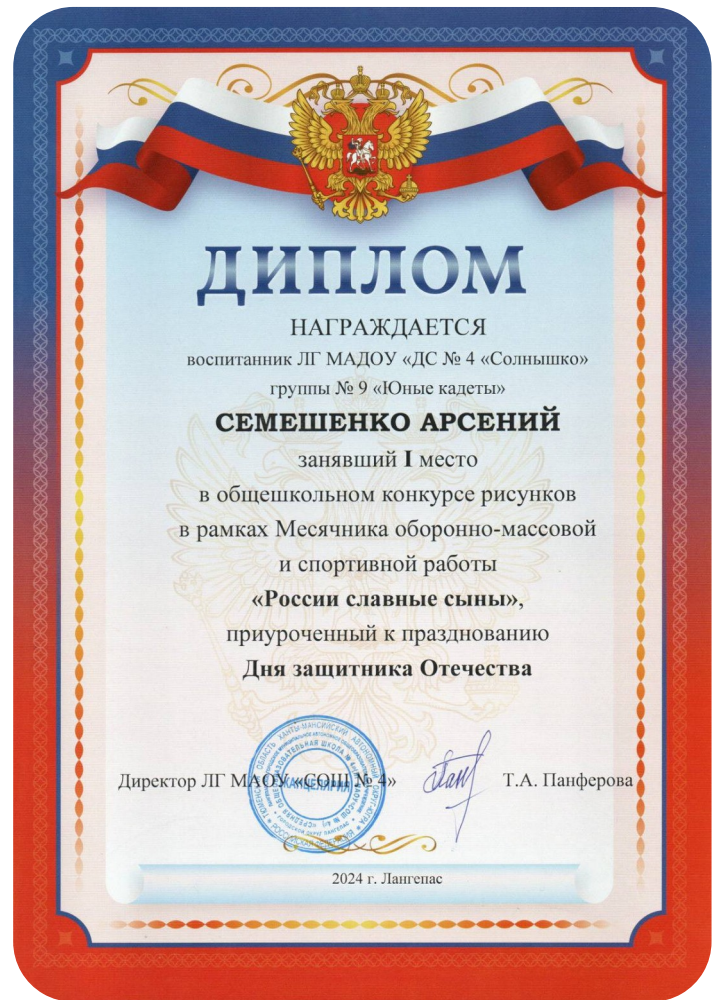 ДИПЛОМ
НАГРАЖДАЕТСЯ
воспитанник ЛГ МАДОУ «ДС № 4 «Солнышко»
группы № 9 «Юные кадеты»
СЕМЕШЕНКО АРСЕНИЙ
занявший I место
в общешкольном конкурсе рисунков
в рамках Месячника оборонно-массовой
и спортивной работы
«России славные сыны»,
приуроченный к празднованию
Дня защитника Отечества
Директор ЛГ МАОУ «СОШ № 4»
Т.А. Панферова
КАНЦЕЛЯРИЯ
2024 г. Лангепас